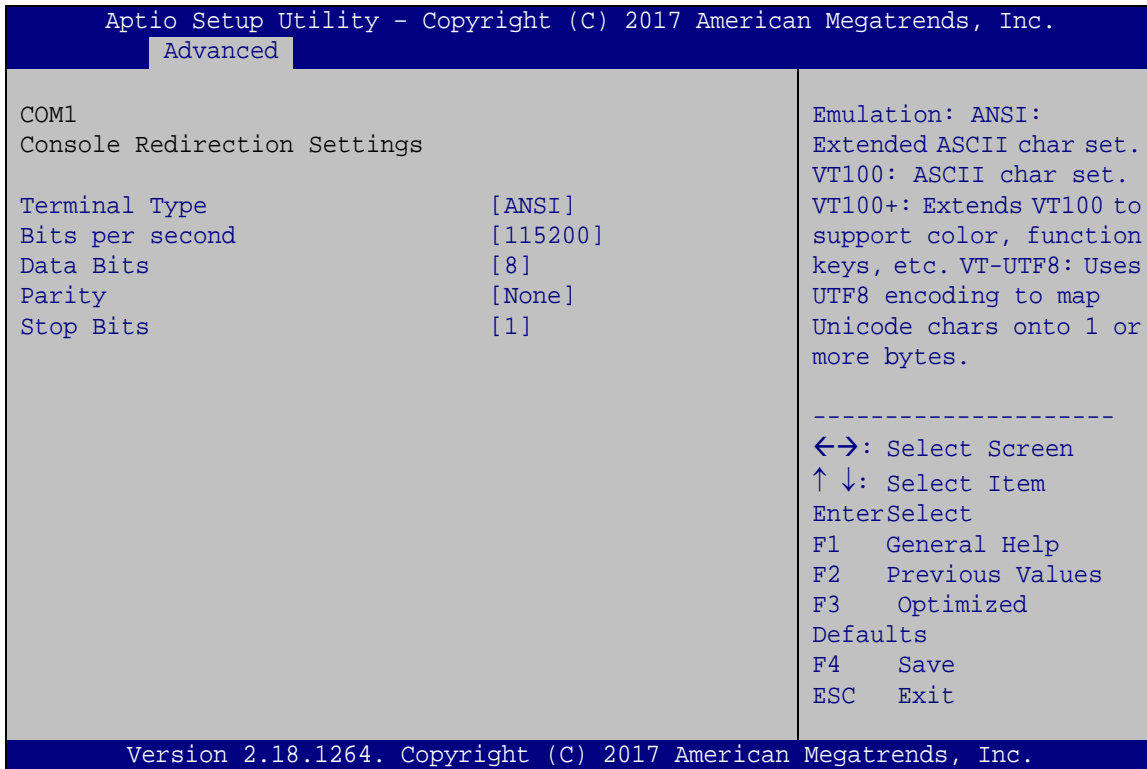 Aptio Setup Utility – Copyright (C) 2017 American Megatrends, Inc.
Advanced
COM1
Console Redirection Settings
Terminal Type [ANSI]
Bits per second [115200]
Data Bits [8]
Parity [None]
Stop Bits [1]
Emulation: ANSI:
Extended ASCII char set.
VT100: ASCII char set.
VT100+: Extends VT100 to
support color, function
keys, etc. VT-UTF8: Uses
UTF8 encoding to map
Unicode chars onto 1 or
more bytes.
---------------------
←→: Select Screen
↑ ↓: Select Item
EnterSelect
F1 General Help
F2 Previous Values
F3 Optimized
Defaults
F4 Save
ESC Exit
Version 2.18.1264. Copyright (C) 2017 American Megatrends, Inc.